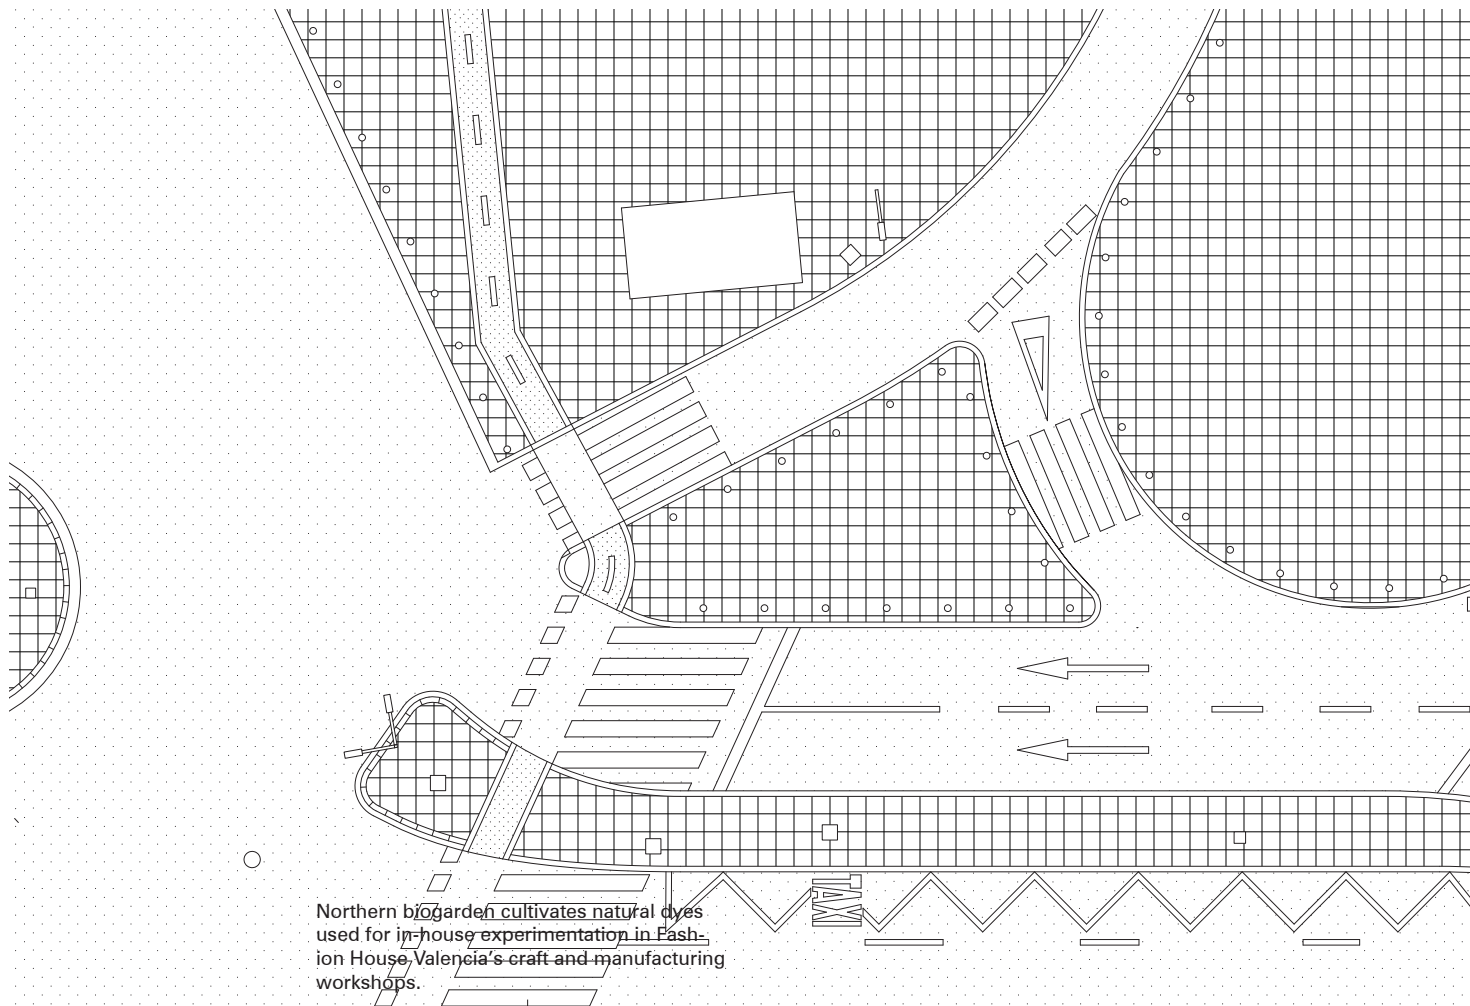 TAXI
Northern biogarden cultivates natural dyes
used for in-house experimentation in Fash-
ion House Valencia's craft and manufacturing
workshops.